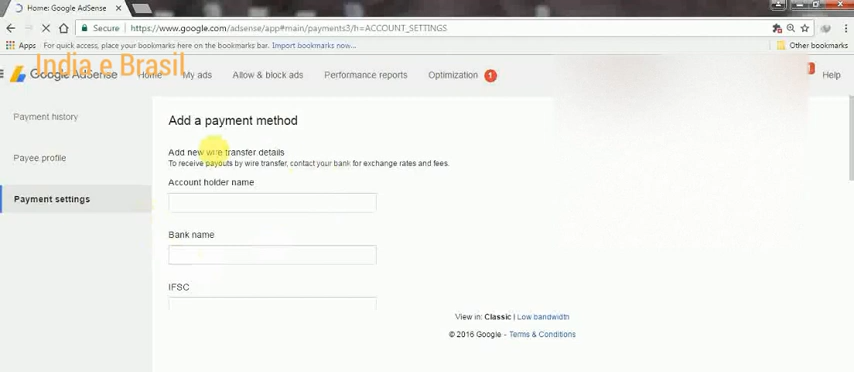 Home: Google AdSense
Secure https://www.google.com/adsense/app#main/payments3/h=ACCOUNT_SETTINGS
Apps For quick access, place your bookmarks here on the bookmarks bar. Import bookmarks now... Other bookmarks
India e Brasil
Google AdSense Home My ads Allow & block ads Performance reports Optimization 1 Help
Payment history
Payee profile
Payment settings
Add a payment method
Add new wire transfer details
To receive payouts by wire transfer, contact your bank for exchange rates and fees.
Account holder name
Bank name
IFSC
View in: Classic | Low bandwidth
© 2016 Google - Terms & Conditions